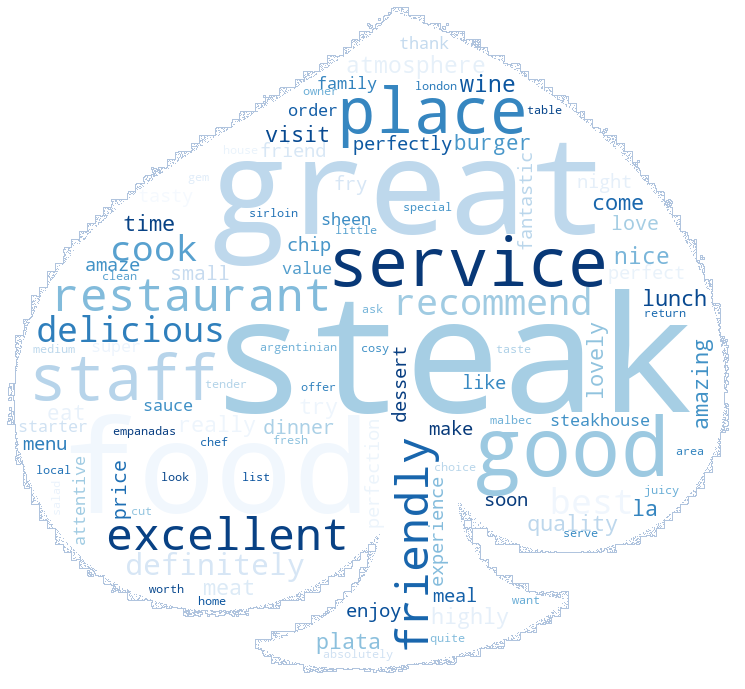 thank
atmosphere
family
london
wine
owner
place
order
table
visit
perfectly
burger
house
friend
great
fantastic
gem
fry
night
tasty
special
sirloin
sheen
come
time
little
love
cook
chip
service
nice
amaze
small
value
perfect
clean
restaurant
recommend
lunch
steak
return
ask
delicious
medium
super
argentinian
cosy
taste
lovely
amazing
staff
tender
offer
like
dessert
try
sauce
eat
starter
really
dinner
make
malbec
steakhouse
food
good
empanadas
menu
chef
fresh
area
perfection
friendly
local
attentive
salad
price
look
list
choice
experience
juicy
cut
soon
best
la
excellent
quality
serve
definitely
meat
worth
home
meal
want
enjoy
highly
plata
quite
absolutely